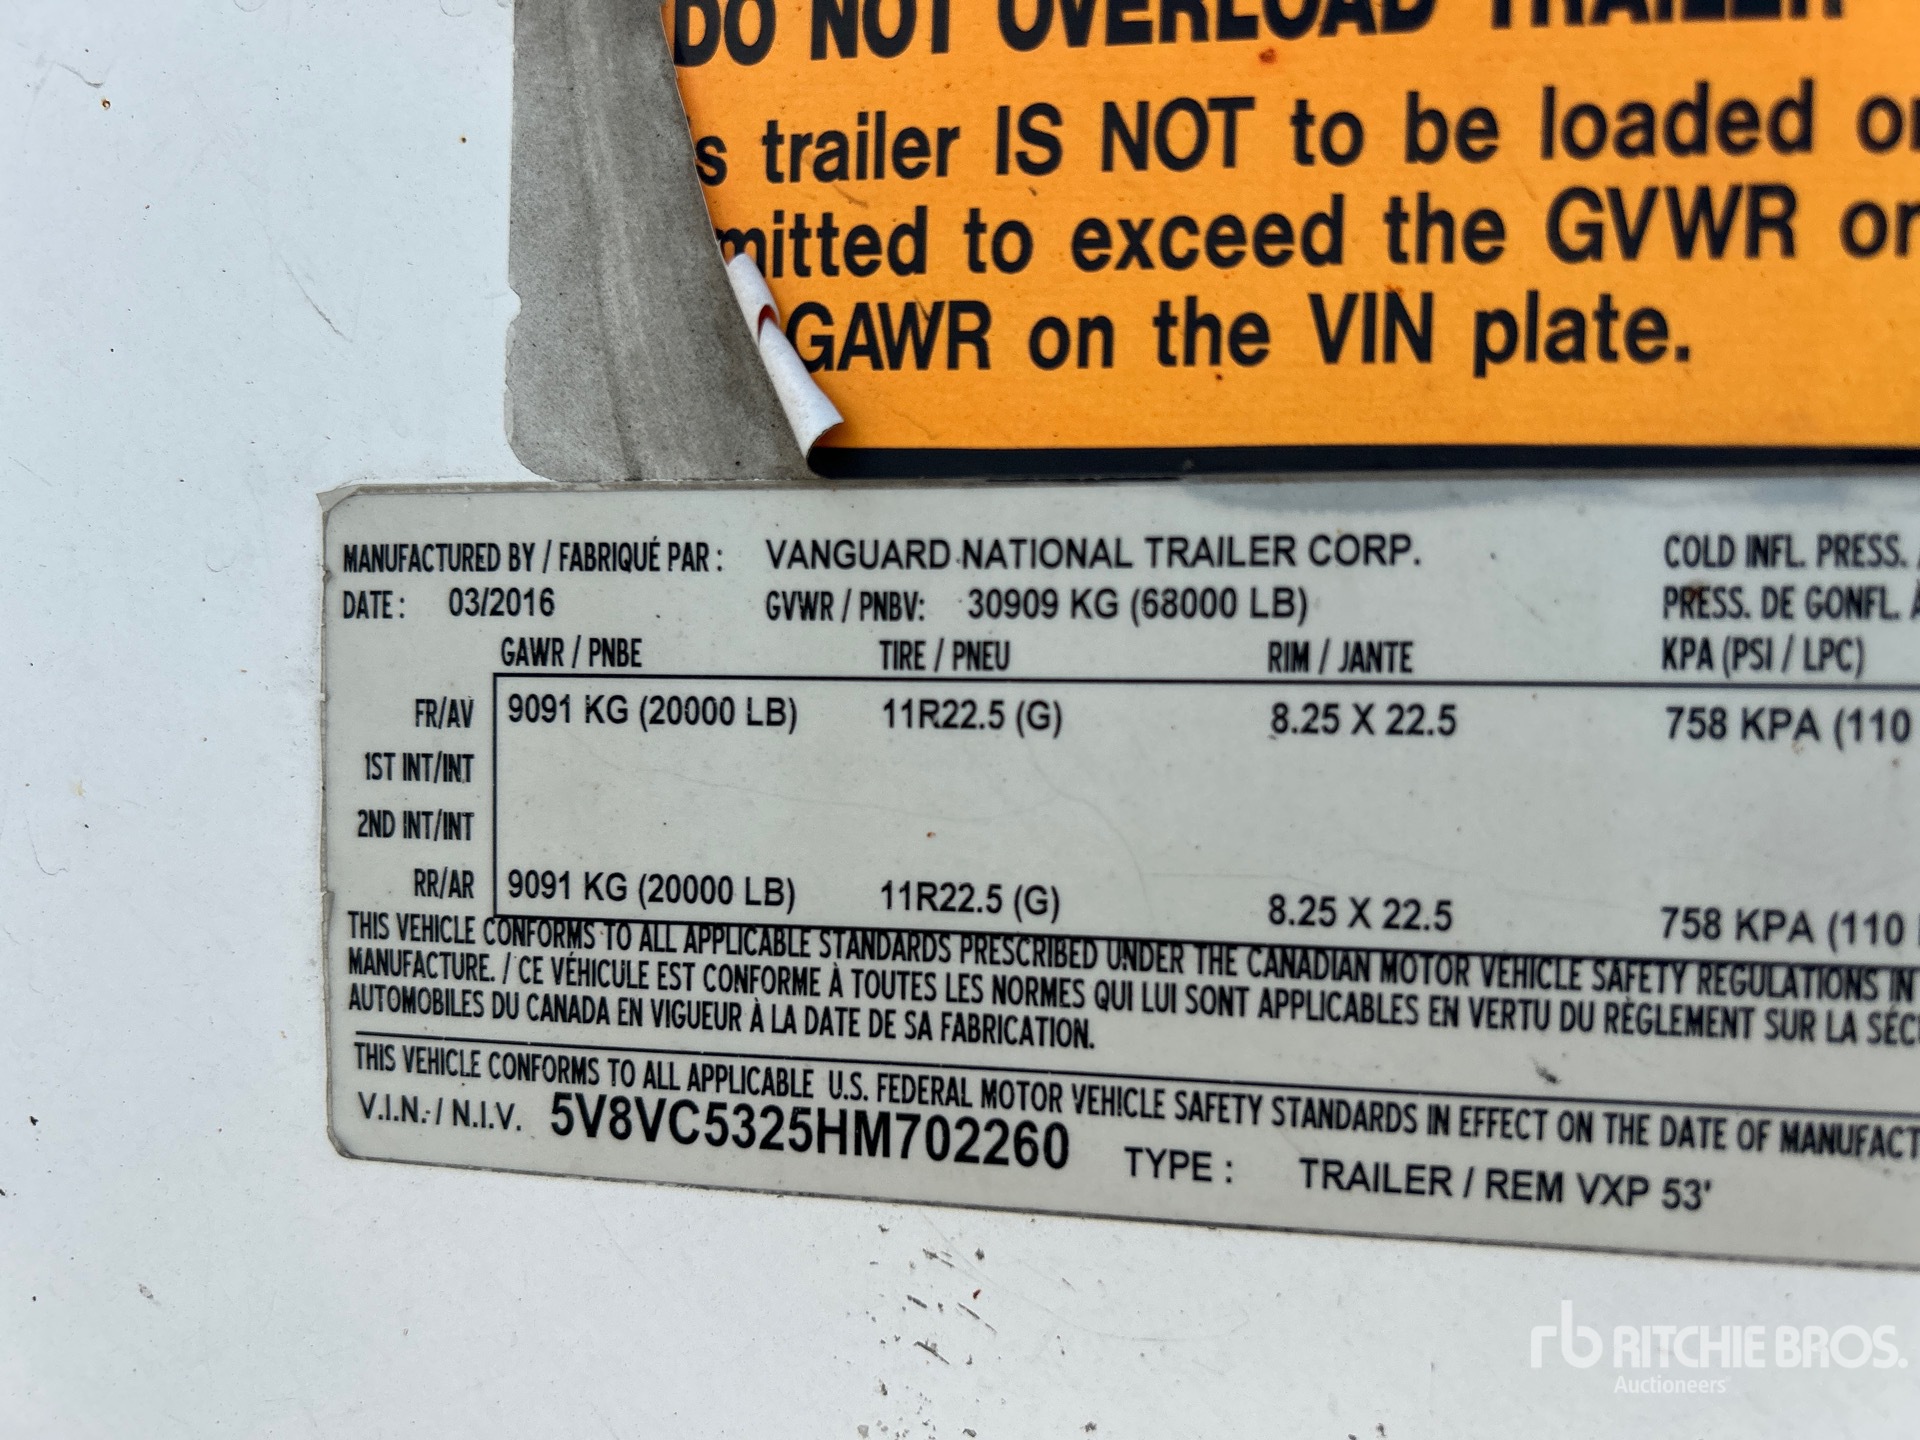 DO NOT OVERLOAD TRAILER
trailer IS NOT to be loaded
to exceed the GVWR or
GAWR on the VIN plate.
MANUFACTURED BY / FABRIQUÉ PAR : VANGUARD NATIONAL TRAILER CORP. COLD INFL. PRESS.
DATE : 03/2016 GVWR / PNBV: 30909 KG (68000 LB) PRESS. DE GONFL. À
GAWR / PNBE TIRE / PNEU RIM / JANTE KPA (PSI / LPC)
FR/AV 9091 KG (20000 LB) 11R22.5 (G) 8.25 X 22.5 758 KPA (110
1ST INT/INT
2ND INT/INT
RR/AR 9091 KG (20000 LB) 11R22.5 (G) 8.25 X 22.5 758 KPA (110
THIS VEHICLE CONFORMS TO ALL APPLICABLE STANDARDS PRESCRIBED UNDER THE CANADIAN MOTOR VEHICLE SAFETY REGULATIONS IN
MANUFACTURE. / CE VÉHICULE EST CONFORME À TOUTES LES NORMES QUI LUI SONT APPLICABLES EN VERTU DU RÈGLEMENT SUR LA SÉC
AUTOMOBILES DU CANADA EN VIGUEUR À LA DATE DE SA FABRICATION.
THIS VEHICLE CONFORMS TO ALL APPLICABLE U.S. FEDERAL MOTOR VEHICLE SAFETY STANDARDS IN EFFECT ON THE DATE OF MANUFACT
V.I.N. / N.I.V. 5V8VC5325HM702260 TYPE : TRAILER / REM VXP 53'
rb RITCHIE BROS.
Auctioneers